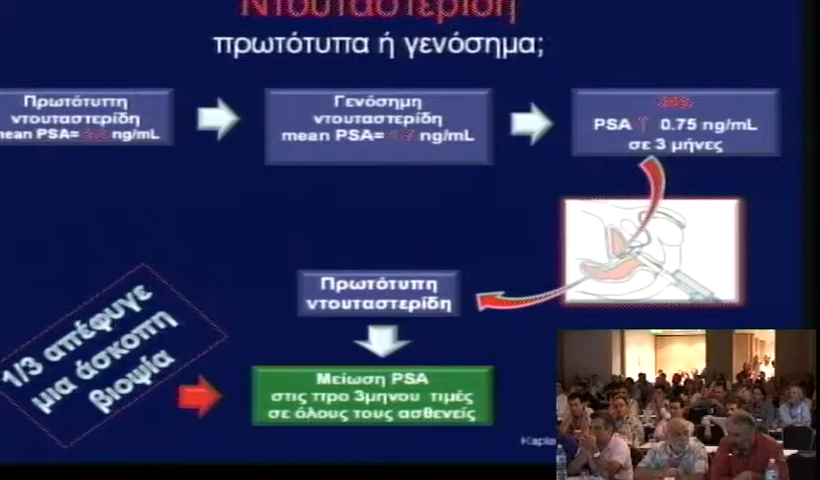 Ντουταστερίδη
πρωτότυπα ή γενόσημα;
Πρωτότυπη
ντουταστερίδη
mean PSA= ng/mL
Γενόσημη
ντουταστερίδη
mean PSA= ng/mL
PSA ↑ 0.75 ng/mL
σε 3 μήνες
Πρωτότυπη
ντουταστερίδη
1/3 απέφυγε
μια άσκοπη
βιοψία
Μείωση PSA
στις προ 3μηνου τιμές
σε όλους τους ασθενείς